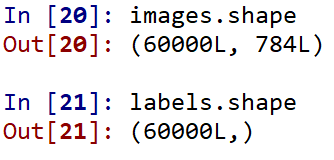 In [20]: images.shape
Out[20]: (60000L, 784L)
In [21]: labels.shape
Out[21]: (60000L,)